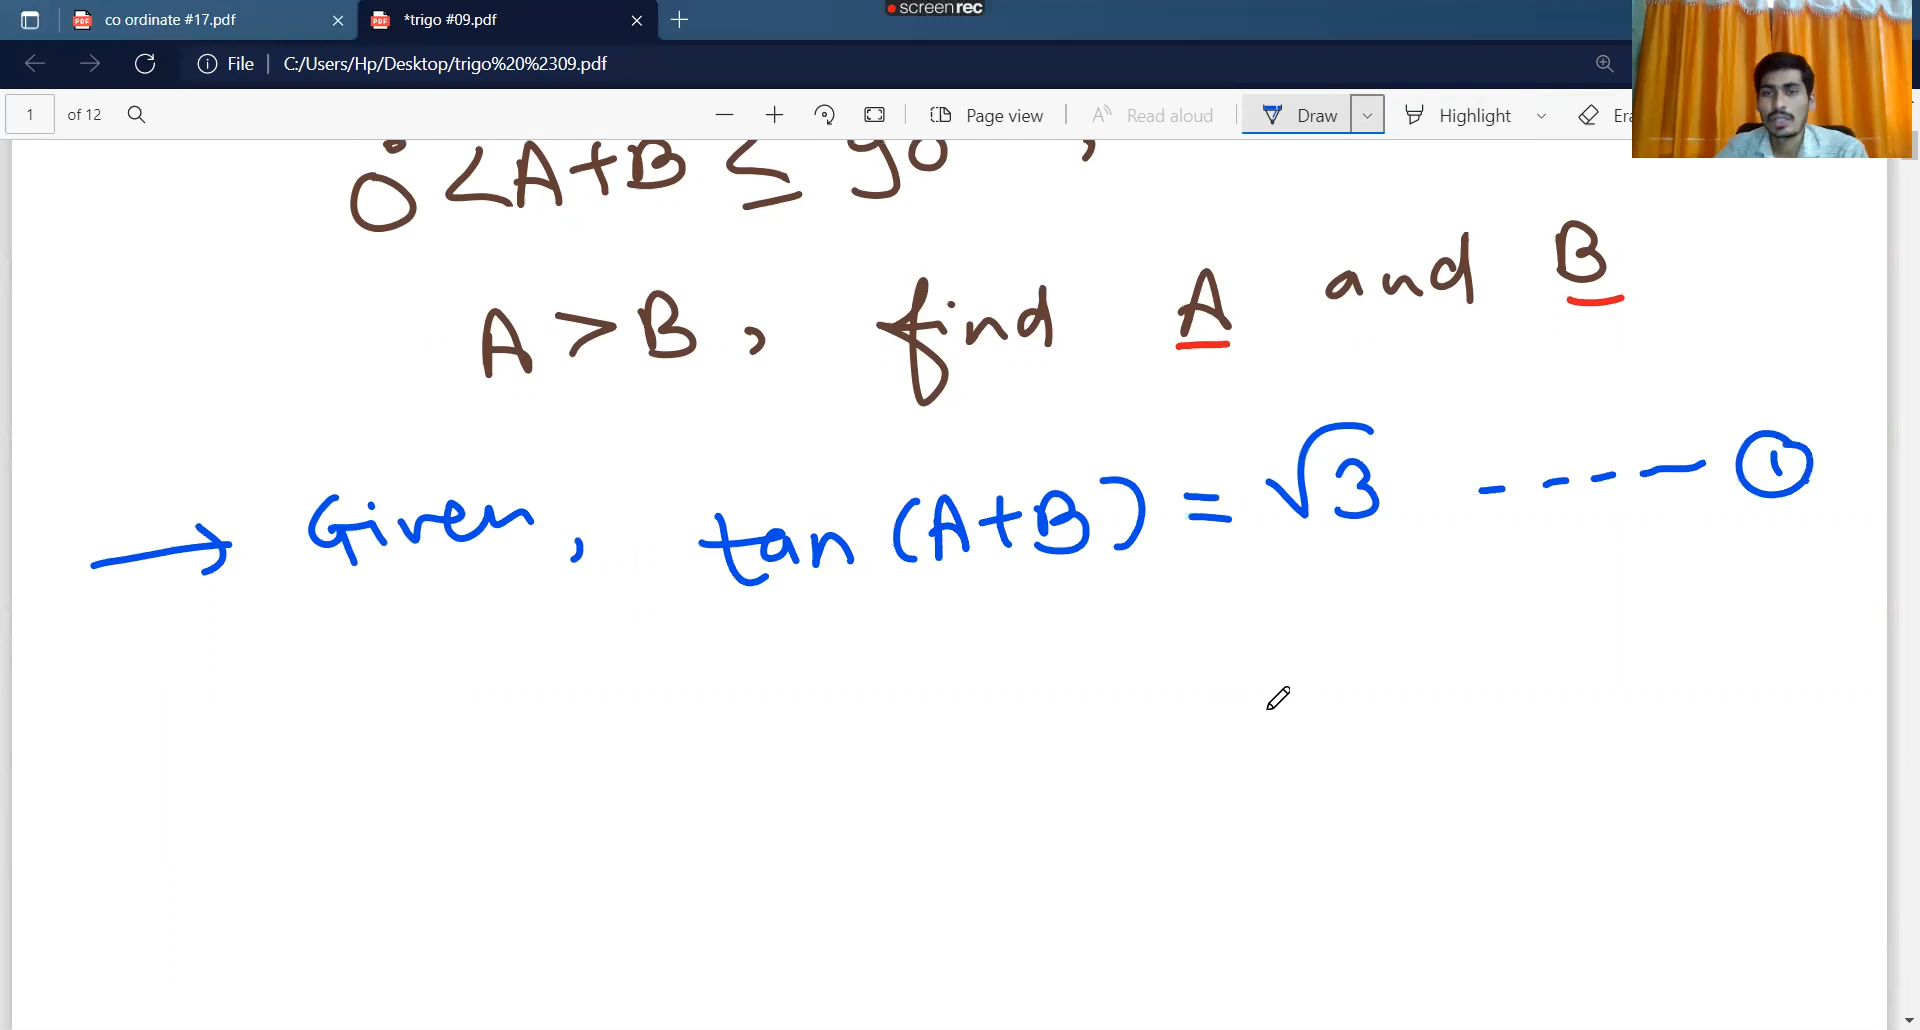 co ordinate #17.pdf
*trigo #09.pdf
screenrec
File
C:/Users/Hp/Desktop/trigo%20%2309.pdf
1 of 12
Page view
Read aloud
Draw
Highlight
0° < A+B ≤ 90 ,
A > B , find A and B
→ Given, tan (A+B) = √3 ----- ①